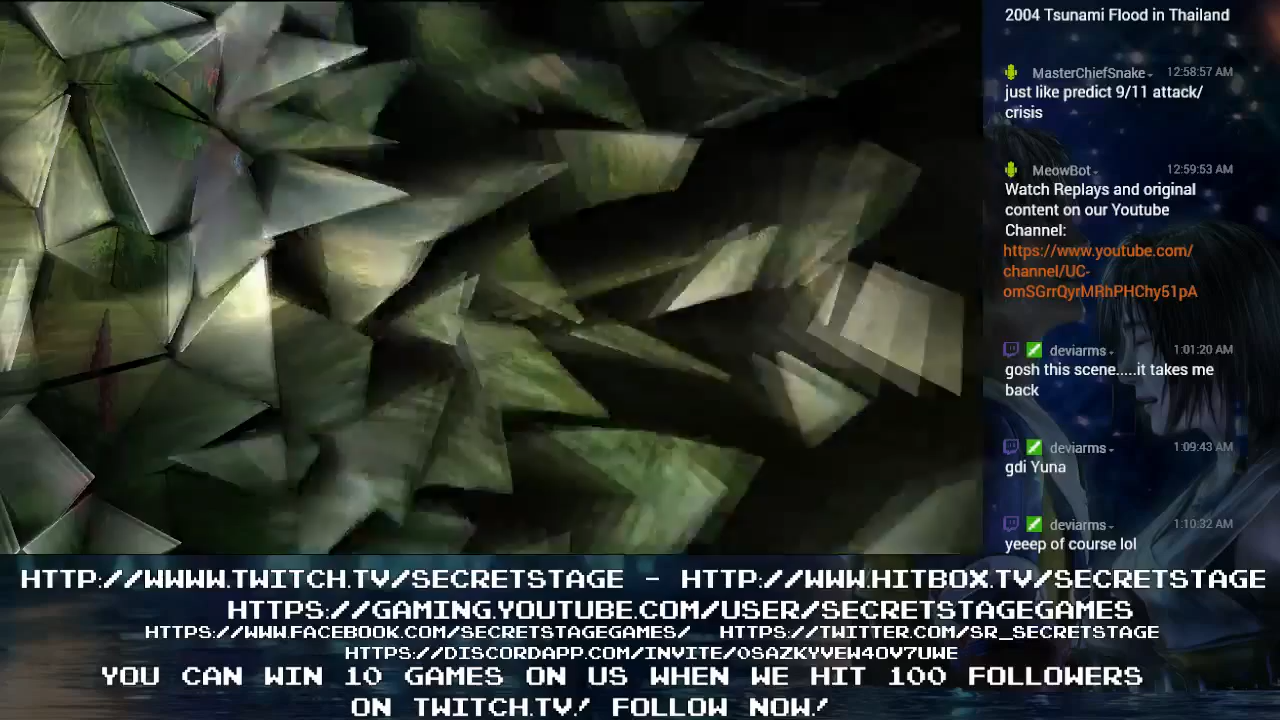 2004 Tsunami Flood in Thailand
MasterChiefSnake 12:58:57 AM
just like predict 9/11 attack/
crisis
MeowBot 12:59:53 AM
Watch Replays and original
content on our Youtube
Channel:
https://www.youtube.com/
channel/UC-
omSGrrQyrMRhPHChy51pA
deviarms 1:01:20 AM
gosh this scene.....it takes me
back
deviarms 1:09:43 AM
gdi Yuna
deviarms 1:10:32 AM
yeeep of course lol
HTTP://WWWW.TWITCH.TV/SECRETSTAGE - HTTP://WWW.HITBOX.TV/SECRETSTAGE
HTTPS://GAMING.YOUTUBE.COM/USER/SECRETSTAGEGAMES
HTTPS://WWW.FACEBOOK.COM/SECRETSTAGEGAMES/ HTTPS://TWITTER.COM/SR_SECRETSTAGE
HTTPS://DISCORDAPP.COM/INVITE/0SAZKYVEW40V7UWE
YOU CAN WIN 10 GAMES ON US WHEN WE HIT 100 FOLLOWERS
ON TWITCH.TV! FOLLOW NOW!